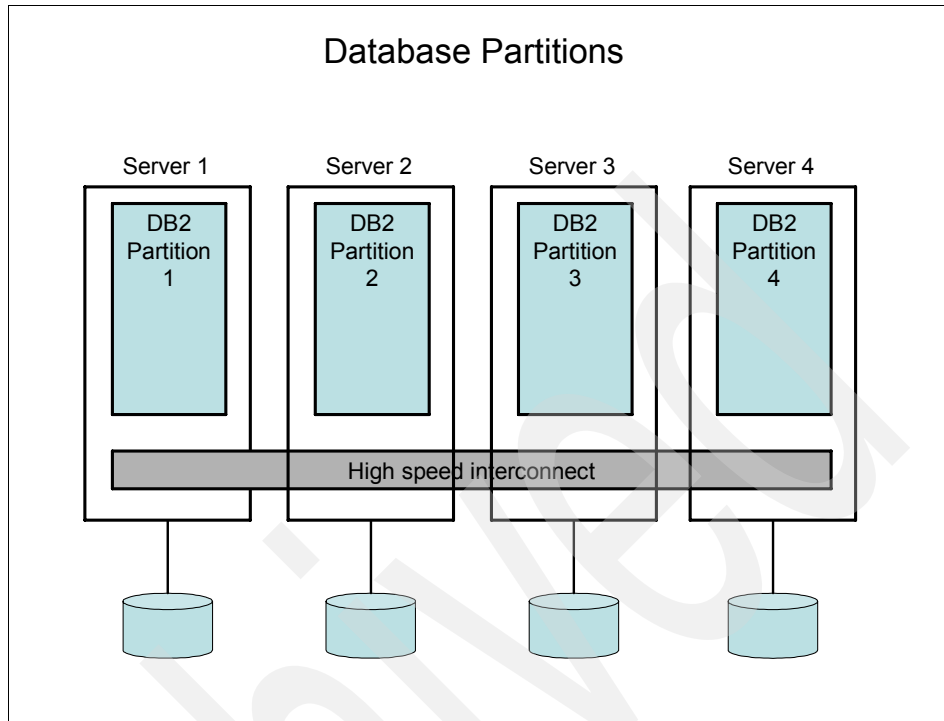 Database Partitions
Server 1
Server 2
Server 3
Server 4
DB2
Partition
1
DB2
Partition
2
DB2
Partition
3
DB2
Partition
4
High speed interconnect